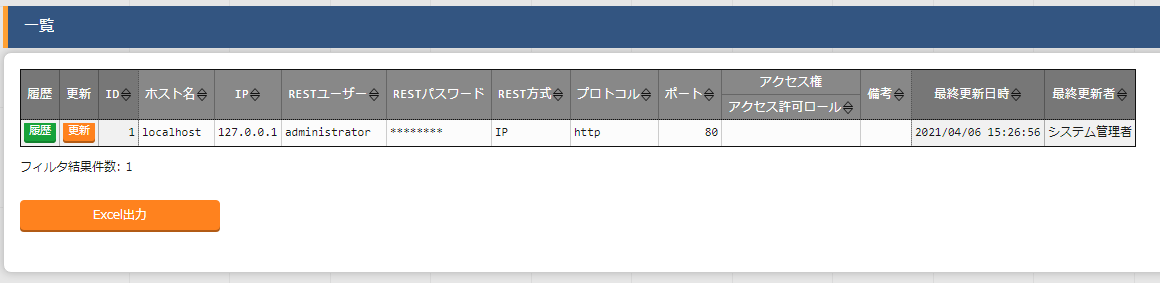 一覧
履歴 更新 ID ホスト名 IP RESTユーザー RESTパスワード REST方式 プロトコル ポート アクセス権 備考 最終更新日時 最終更新者
アクセス許可ロール
履歴 更新 1 localhost 127.0.0.1 administrator ******** IP http 80 2021/04/06 15:26:56 システム管理者
フィルタ結果件数: 1
Excel出力